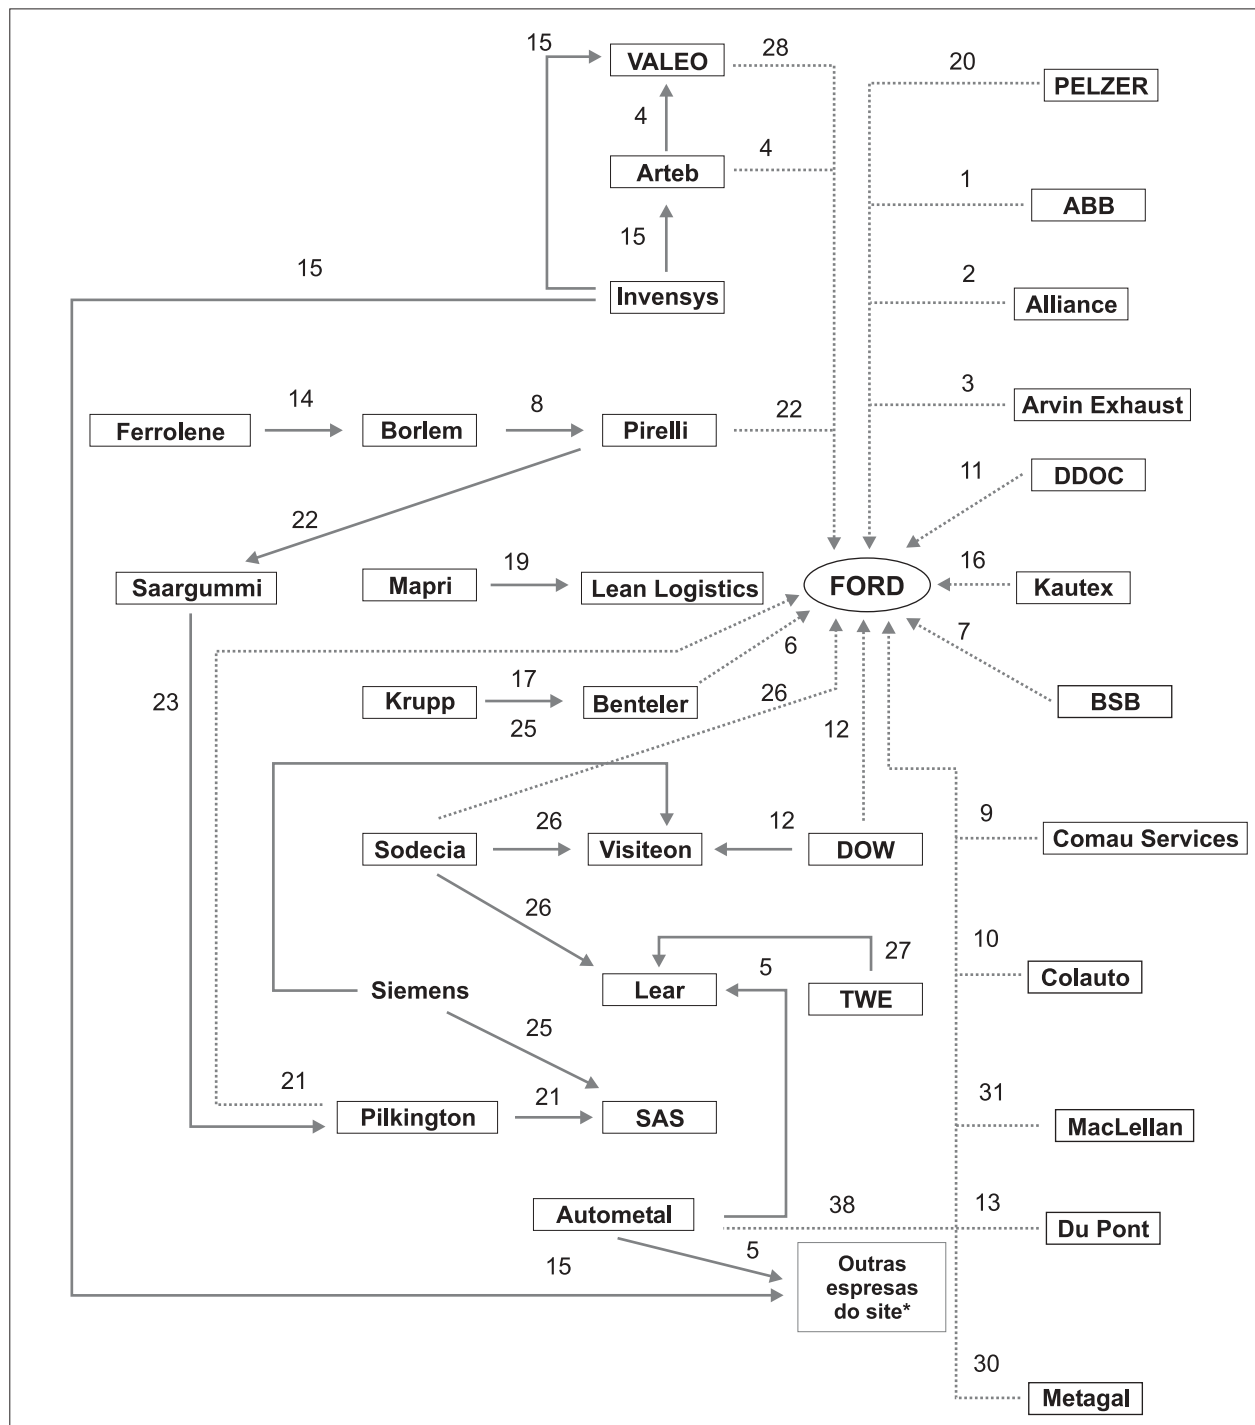 15
VALEO
28
20
PELZER
4
Arteb
4
1
ABB
15
15
Invensys
2
Alliance
14
8
22
3
Arvin Exhaust
Ferrolene
Borlem
Pirelli
11
DDOC
22
19
16
Saargummi
Mapri
Lean Logistics
FORD
Kautex
6
7
23
17
26
Krupp
Benteler
BSB
25
12
26
12
9
Sodecia
Visiteon
DOW
Comau Services
26
27
10
5
Siemens
Lear
TWE
Colauto
25
21
21
31
Pilkington
SAS
MacLellan
38
13
Autometal
Du Pont
15
5
Outras
espresas
do site*
30
Metagal